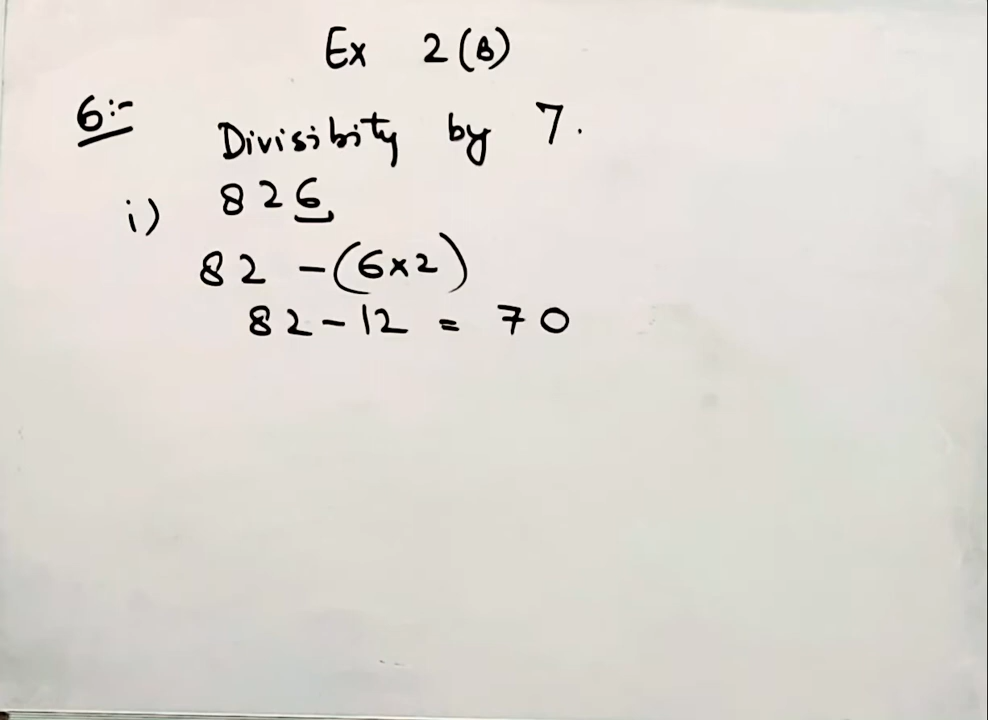 Ex 2(B)
6:-
Divisibity by 7.
i) 826
82 -(6×2)
82-12 = 70